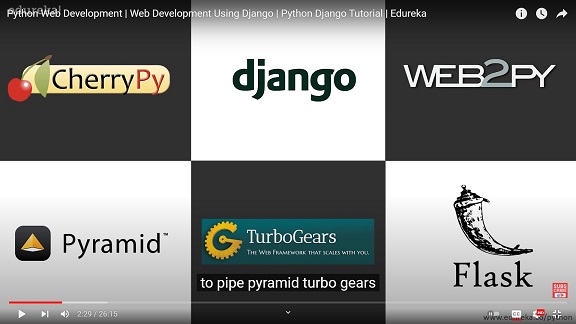 edureka!
Python Web Development | Web Development Using Django | Python Django Tutorial | Edureka
CherryPy
django
WEB2PY
Pyramid™
TurboGears
THE WEB FRAMEWORK THAT SCALES WITH YOU.
to pipe pyramid turbo gears
Flask
SUBSCRIBE
2:29 / 26:15
HD
www.edureka.co/python